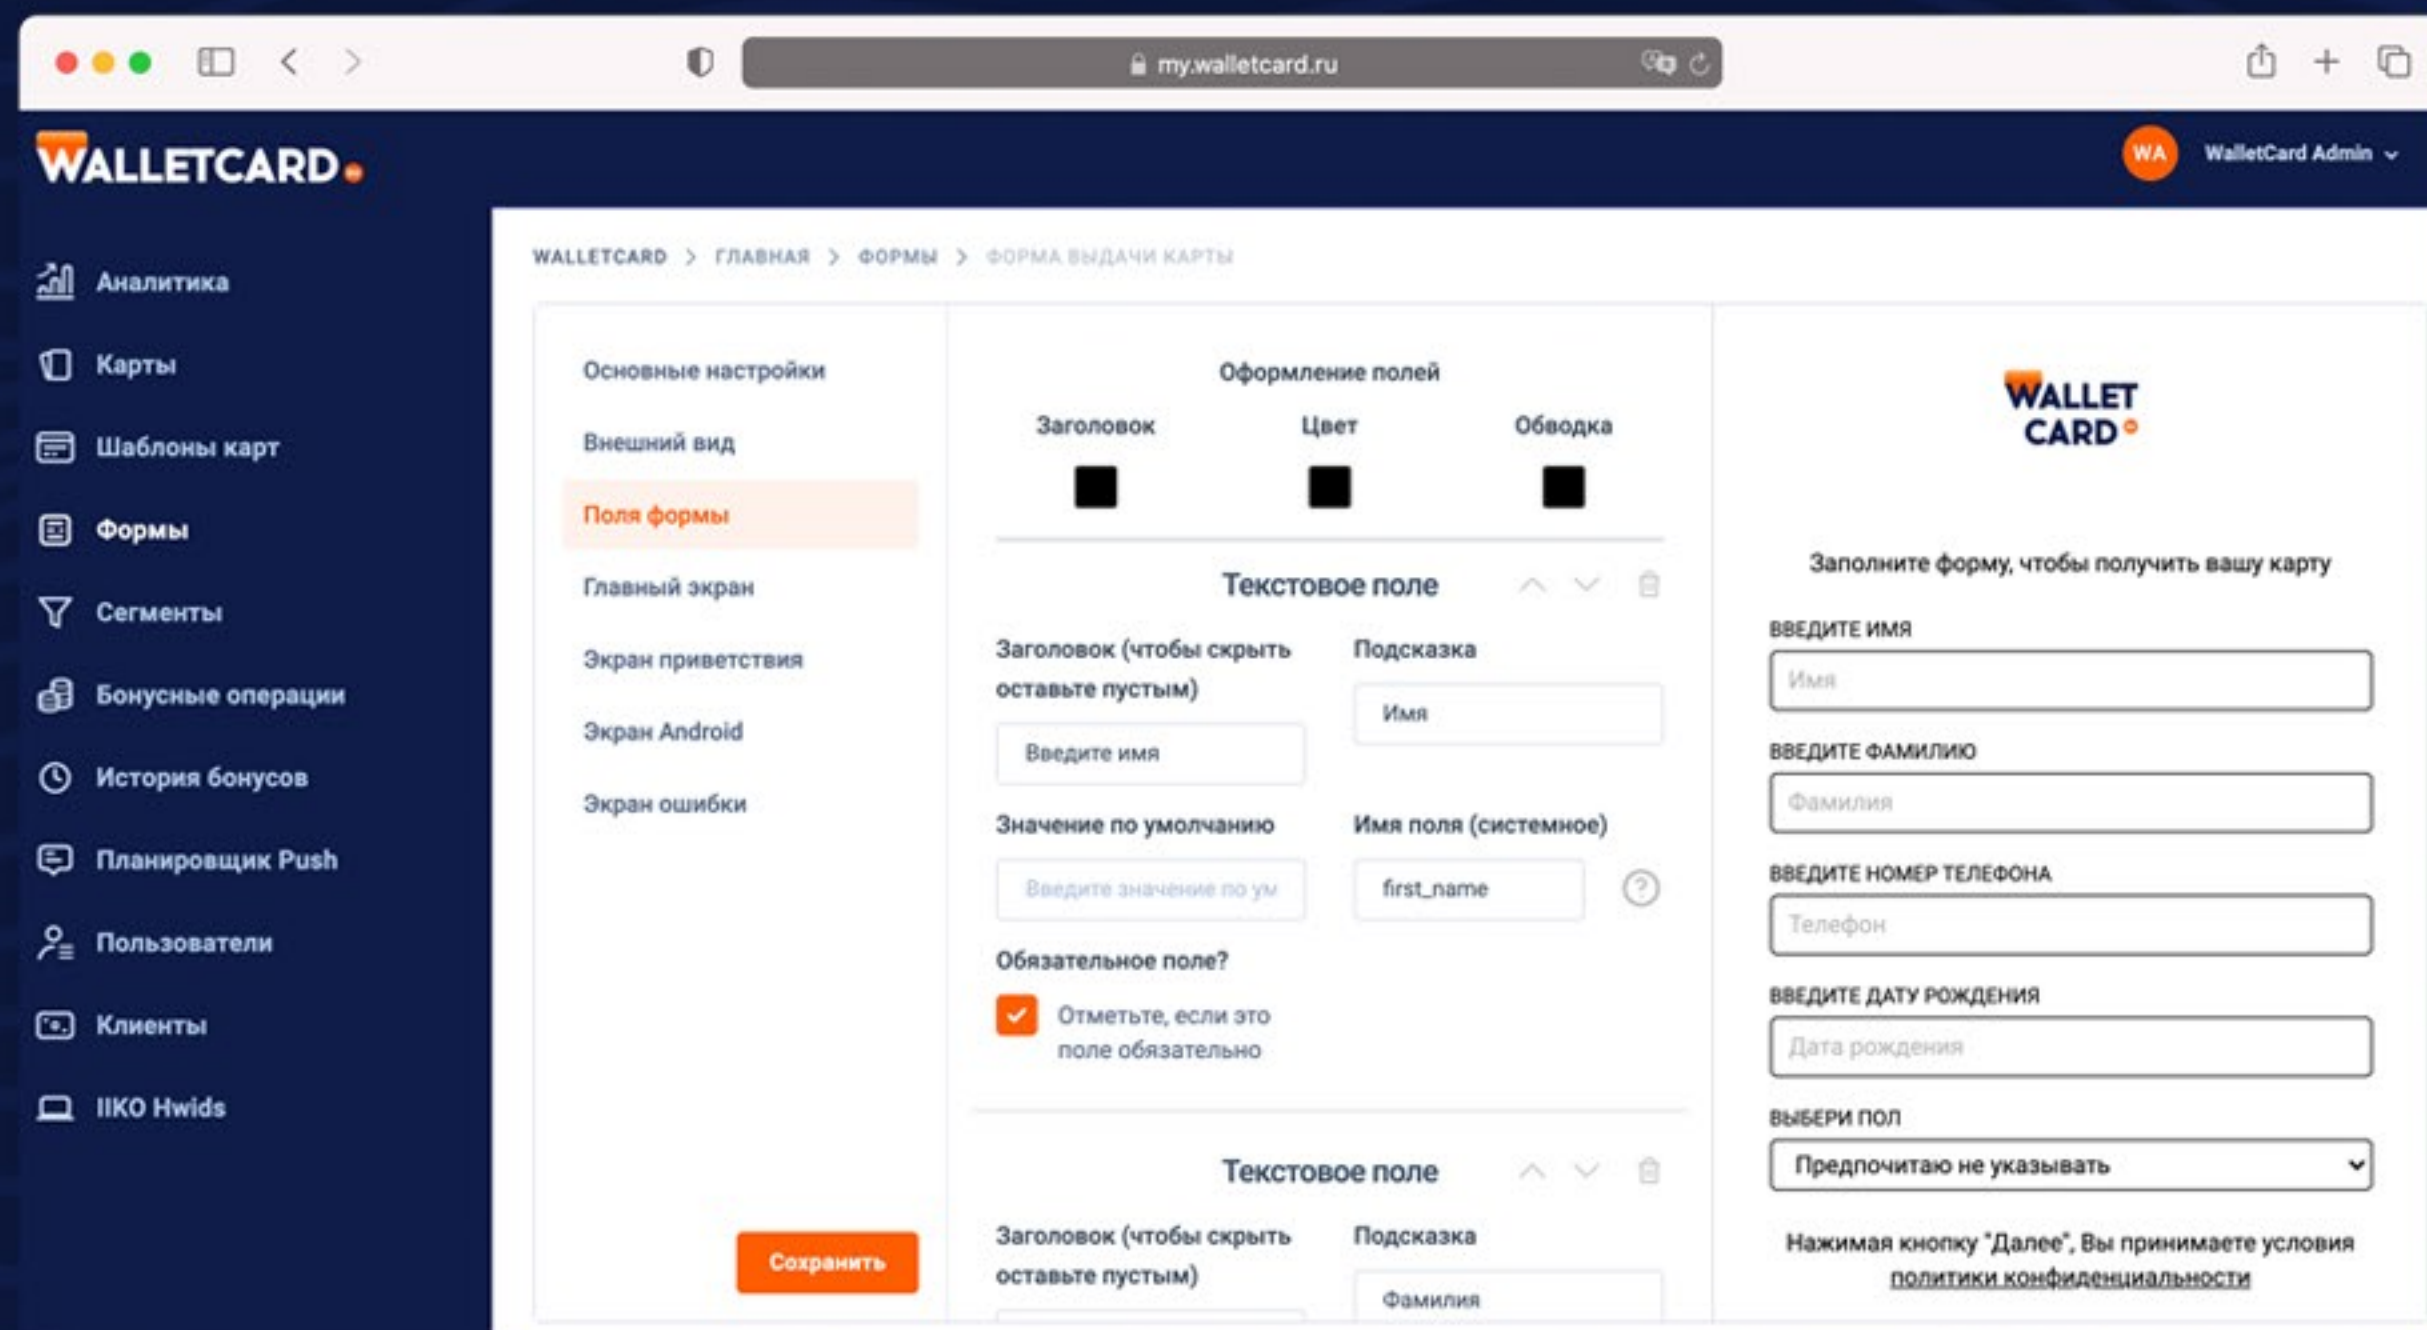 my.walletcard.ru
WALLETCARD
WA
WalletCard Admin
Аналитика
Карты
Шаблоны карт
Формы
Сегменты
Бонусные операции
История бонусов
Планировщик Push
Пользователи
Клиенты
IIKO Hwids
WALLETCARD > ГЛАВНАЯ > ФОРМЫ > ФОРМА ВЫДАЧИ КАРТЫ
Основные настройки
Внешний вид
Поля формы
Главный экран
Экран приветствия
Экран Android
Экран ошибки
Сохранить
Оформление полей
Заголовок Цвет Обводка
Текстовое поле
Заголовок (чтобы скрыть
оставьте пустым)
Введите имя
Подсказка
Имя
Значение по умолчанию
Введите значение по ум
Имя поля (системное)
first_name
?
Обязательное поле?
Отметьте, если это
поле обязательно
Текстовое поле
Заголовок (чтобы скрыть
оставьте пустым)
Подсказка
Фамилия
WALLET
CARD
Заполните форму, чтобы получить вашу карту
ВВЕДИТЕ ИМЯ
Имя
ВВЕДИТЕ ФАМИЛИЮ
Фамилия
ВВЕДИТЕ НОМЕР ТЕЛЕФОНА
Телефон
ВВЕДИТЕ ДАТУ РОЖДЕНИЯ
Дата рождения
ВЫБЕРИ ПОЛ
Предпочитаю не указывать
Нажимая кнопку "Далее", Вы принимаете условия
политики конфиденциальности